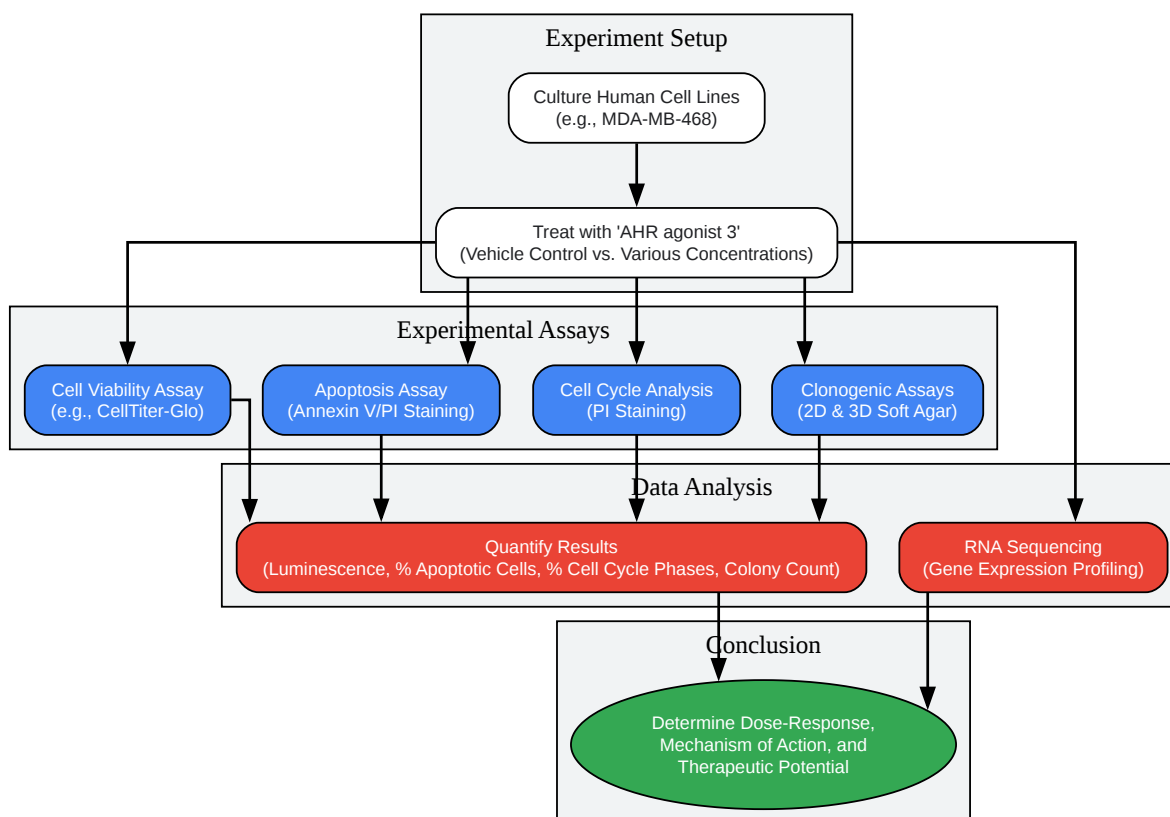 Experiment Setup
Culture Human Cell Lines
(e.g., MDA-MB-468)
Treat with 'AHR agonist 3'
(Vehicle Control vs. Various Concentrations)
Experimental Assays
Cell Viability Assay
(e.g., CellTiter-Glo)
Apoptosis Assay
(Annexin V/PI Staining)
Cell Cycle Analysis
(PI Staining)
Clonogenic Assays
(2D & 3D Soft Agar)
Data Analysis
Quantify Results
(Luminescence, % Apoptotic Cells, % Cell Cycle Phases, Colony Count)
RNA Sequencing
(Gene Expression Profiling)
Conclusion
Determine Dose-Response,
Mechanism of Action, and
Therapeutic Potential